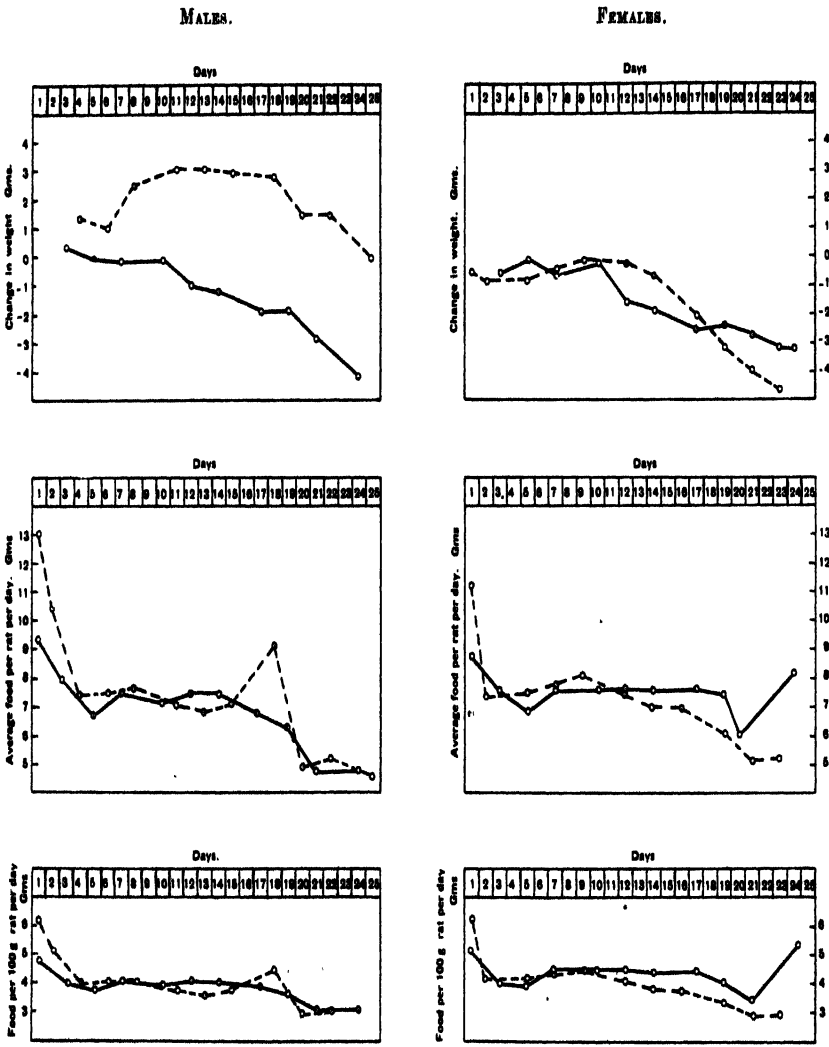 MALES.
FEMALES.
Days
1 2 3 4 5 6 7 8 9 10 11 12 13 14 15 16 17 18 19 20 21 22 23 24 25
Change in weight Gms.
4
3
2
1
0
-1
-2
-3
-4
Days
1 2 3 4 5 6 7 8 9 10 11 12 13 14 15 16 17 18 19 20 21 22 23 24 25
Change in weight. Gms.
4
3
2
1
0
-1
-2
-3
-4
Days
1 2 3 4 5 6 7 8 9 10 11 12 13 14 15 16 17 18 19 20 21 22 23 24 25
Average food per rat per day. Gms
13
12
11
10
9
8
7
6
5
Days
1 2 3. 4 5 6 7 8 9 10 11 12 13 14 15 16 17 18 19 20 21 22 23 24 25
Average food per rat per day. Gms
13
12
11
10
9
8
7
6
5
Days.
1 2 3 4 5 6 7 8 9 10 11 12 13 14 15 16 17 18 19 20 21 22 23 24 25
Food per 100 g rat per day
Gms
6
5
4
3
Days
1 2 3 4 5 6 7 8 9 10 11 12 13 14 15 16 17 18 19 20 21 22 23 24 25
Food per 100 g rat per day
Gms
6
5
4
3